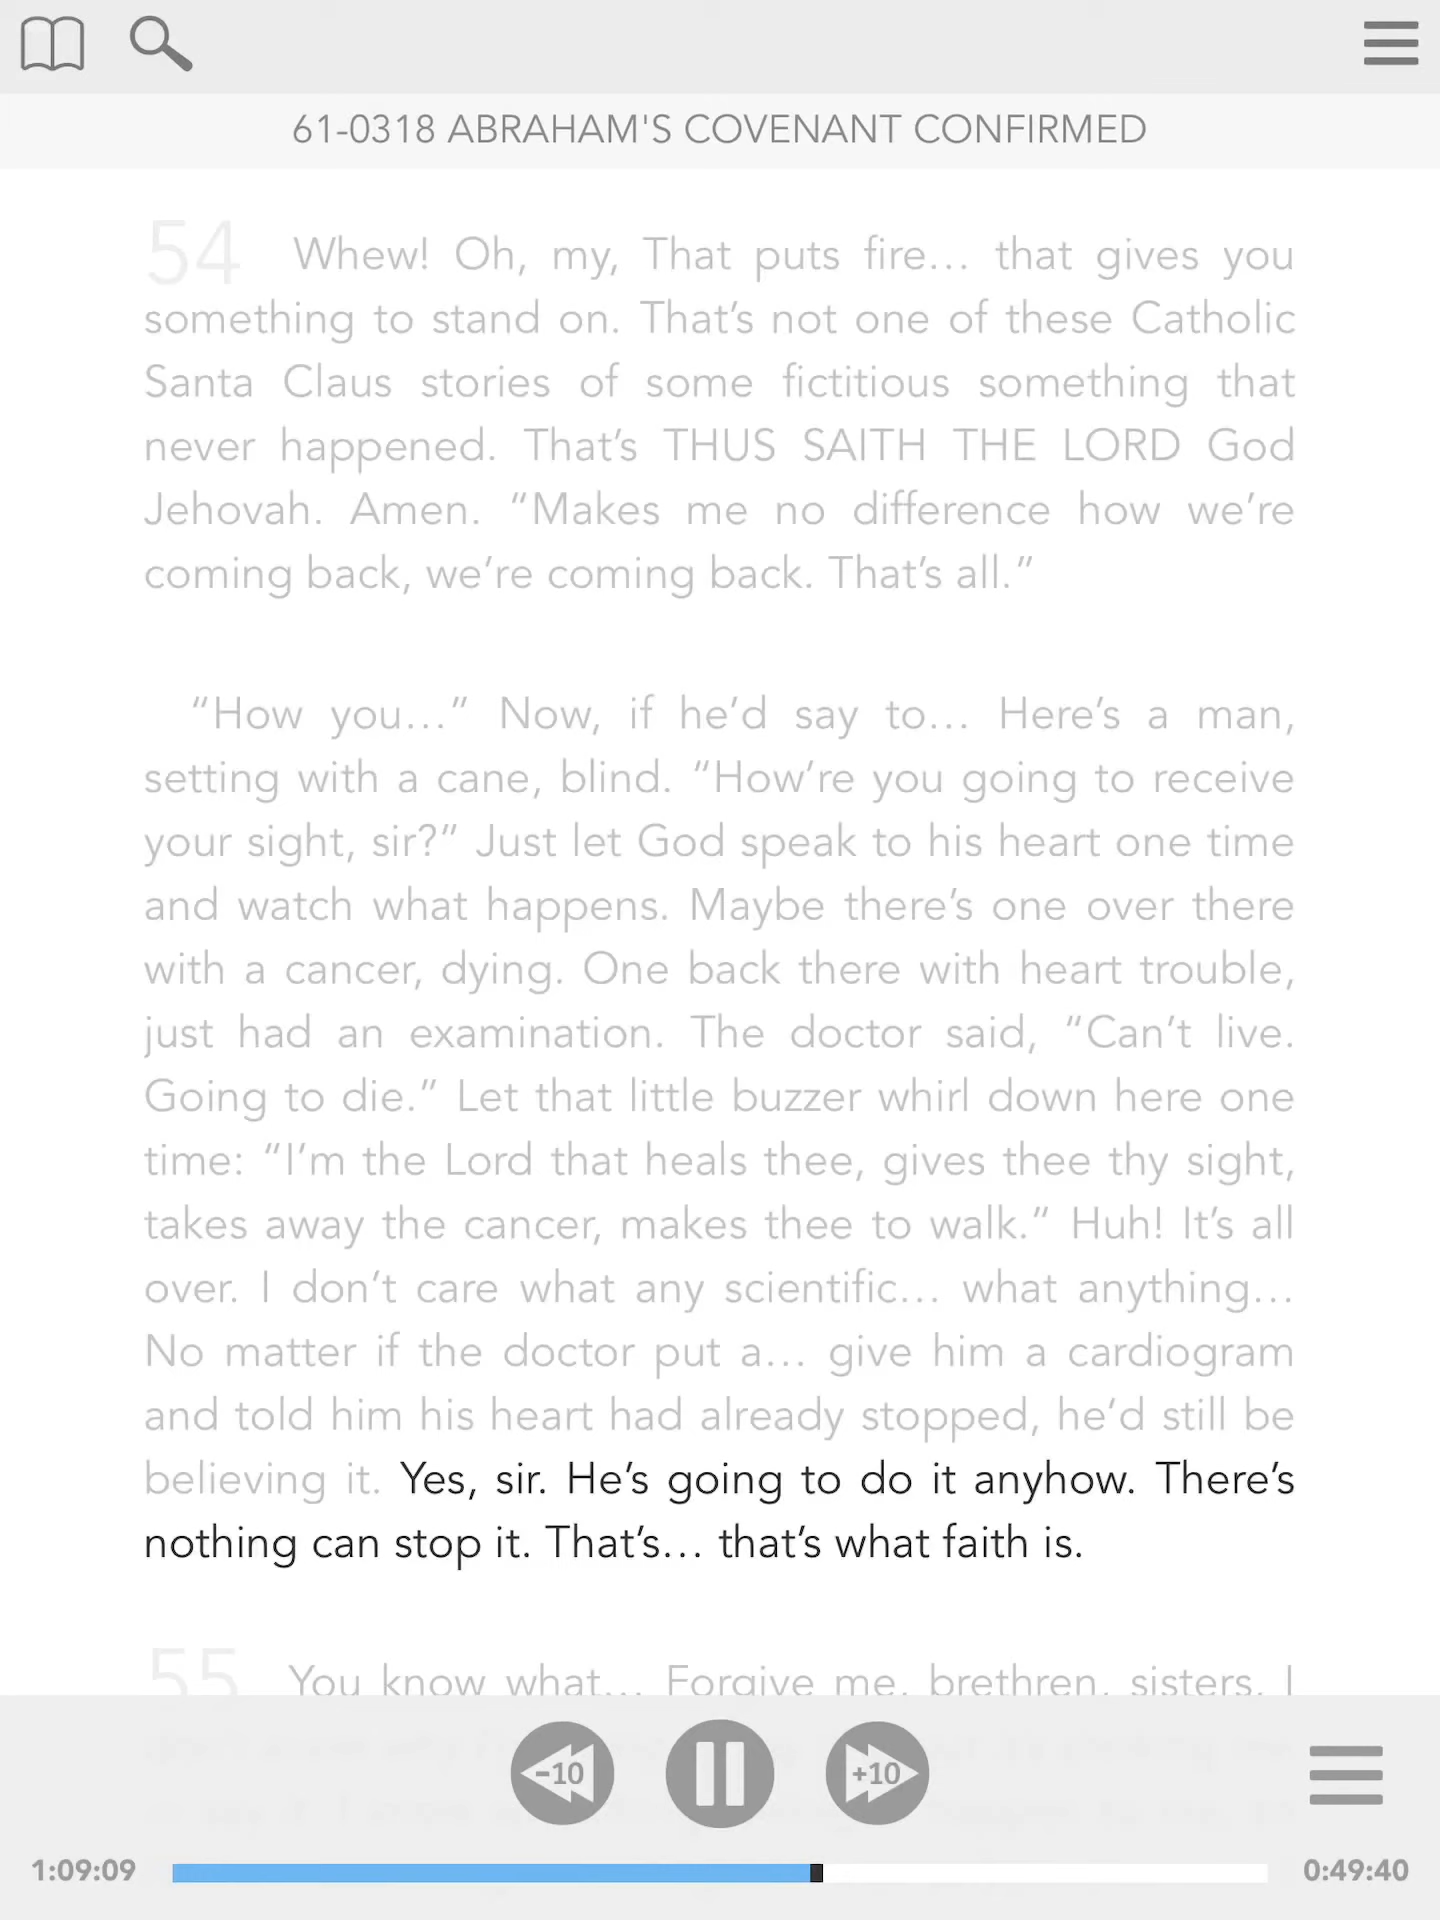 61-0318 ABRAHAM'S COVENANT CONFIRMED
54 Whew! Oh, my, That puts fire… that gives you
something to stand on. That’s not one of these Catholic
Santa Claus stories of some fictitious something that
never happened. That’s THUS SAITH THE LORD God
Jehovah. Amen. “Makes me no difference how we’re
coming back, we’re coming back. That’s all.”
“How you…” Now, if he’d say to… Here’s a man,
setting with a cane, blind. “How’re you going to receive
your sight, sir?” Just let God speak to his heart one time
and watch what happens. Maybe there’s one over there
with a cancer, dying. One back there with heart trouble,
just had an examination. The doctor said, “Can’t live.
Going to die.” Let that little buzzer whirl down here one
time: “I’m the Lord that heals thee, gives thee thy sight,
takes away the cancer, makes thee to walk.” Huh! It’s all
over. I don’t care what any scientific… what anything…
No matter if the doctor put a… give him a cardiogram
and told him his heart had already stopped, he’d still be
believing it. Yes, sir. He’s going to do it anyhow. There’s
nothing can stop it. That’s… that’s what faith is.
55 You know what… Forgive me, brethren, sisters, I
-10 +10
1:09:09 0:49:40